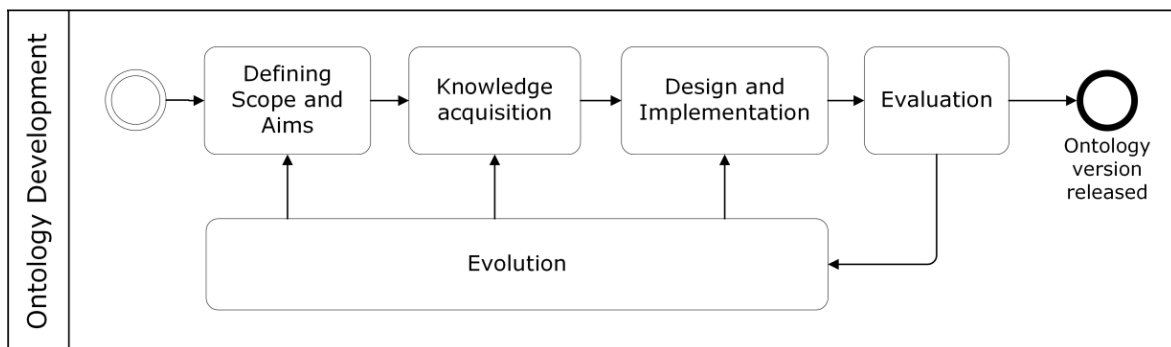 Ontology Development
Defining
Scope and
Aims
Knowledge
acquisition
Design and
Implementation
Evaluation
Ontology
version
released
Evolution